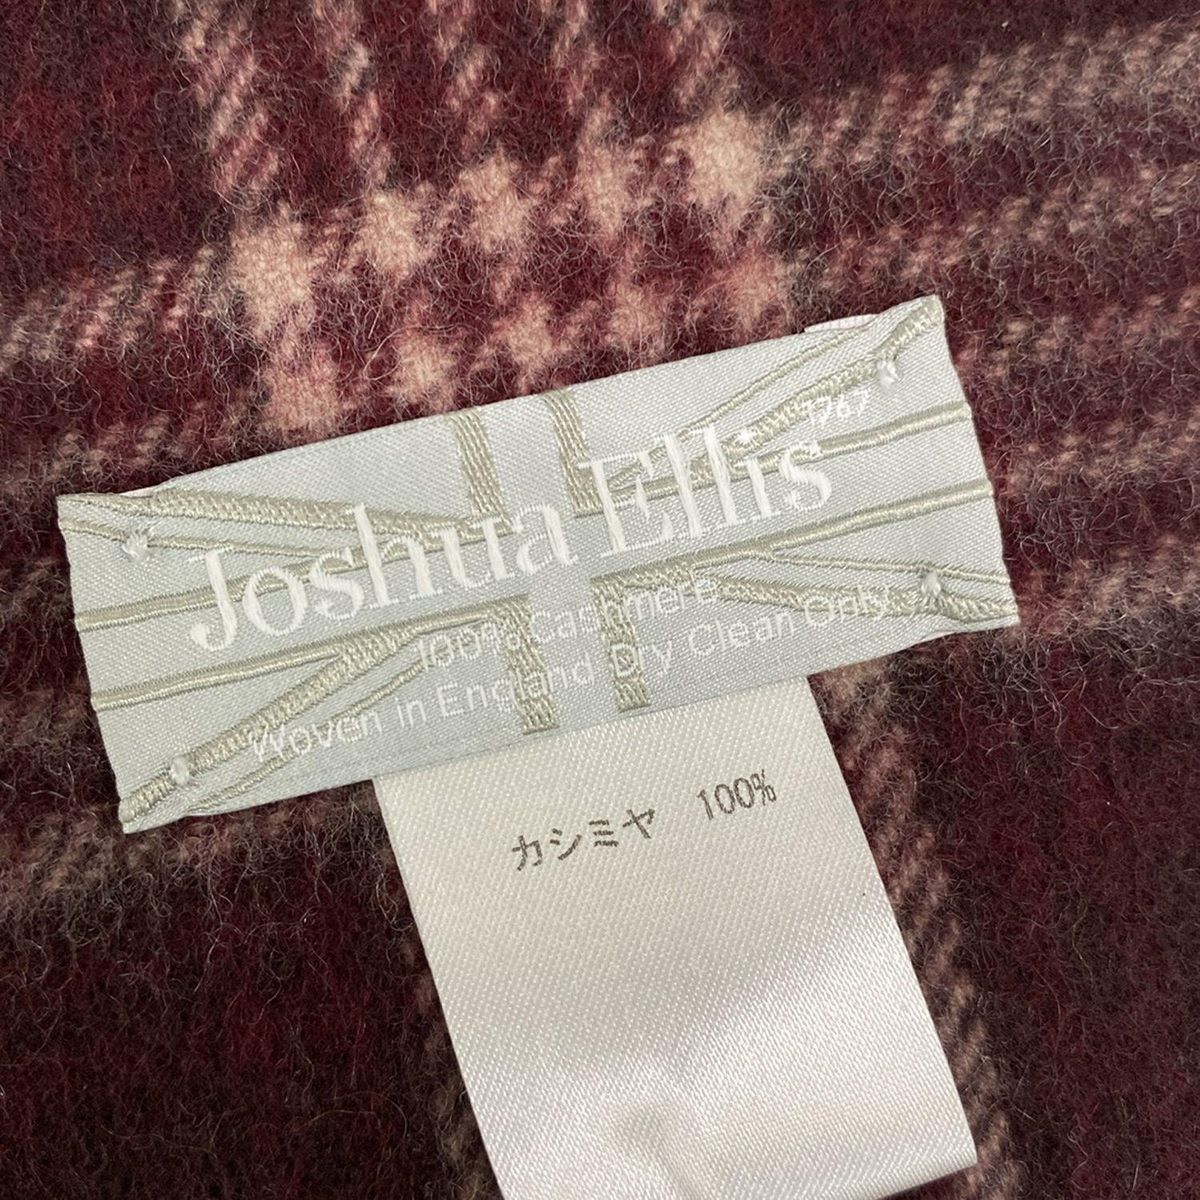 1767
Joshua Ellis
100% Cashmere
Woven in England Dry Clean Only
カシミヤ 100%